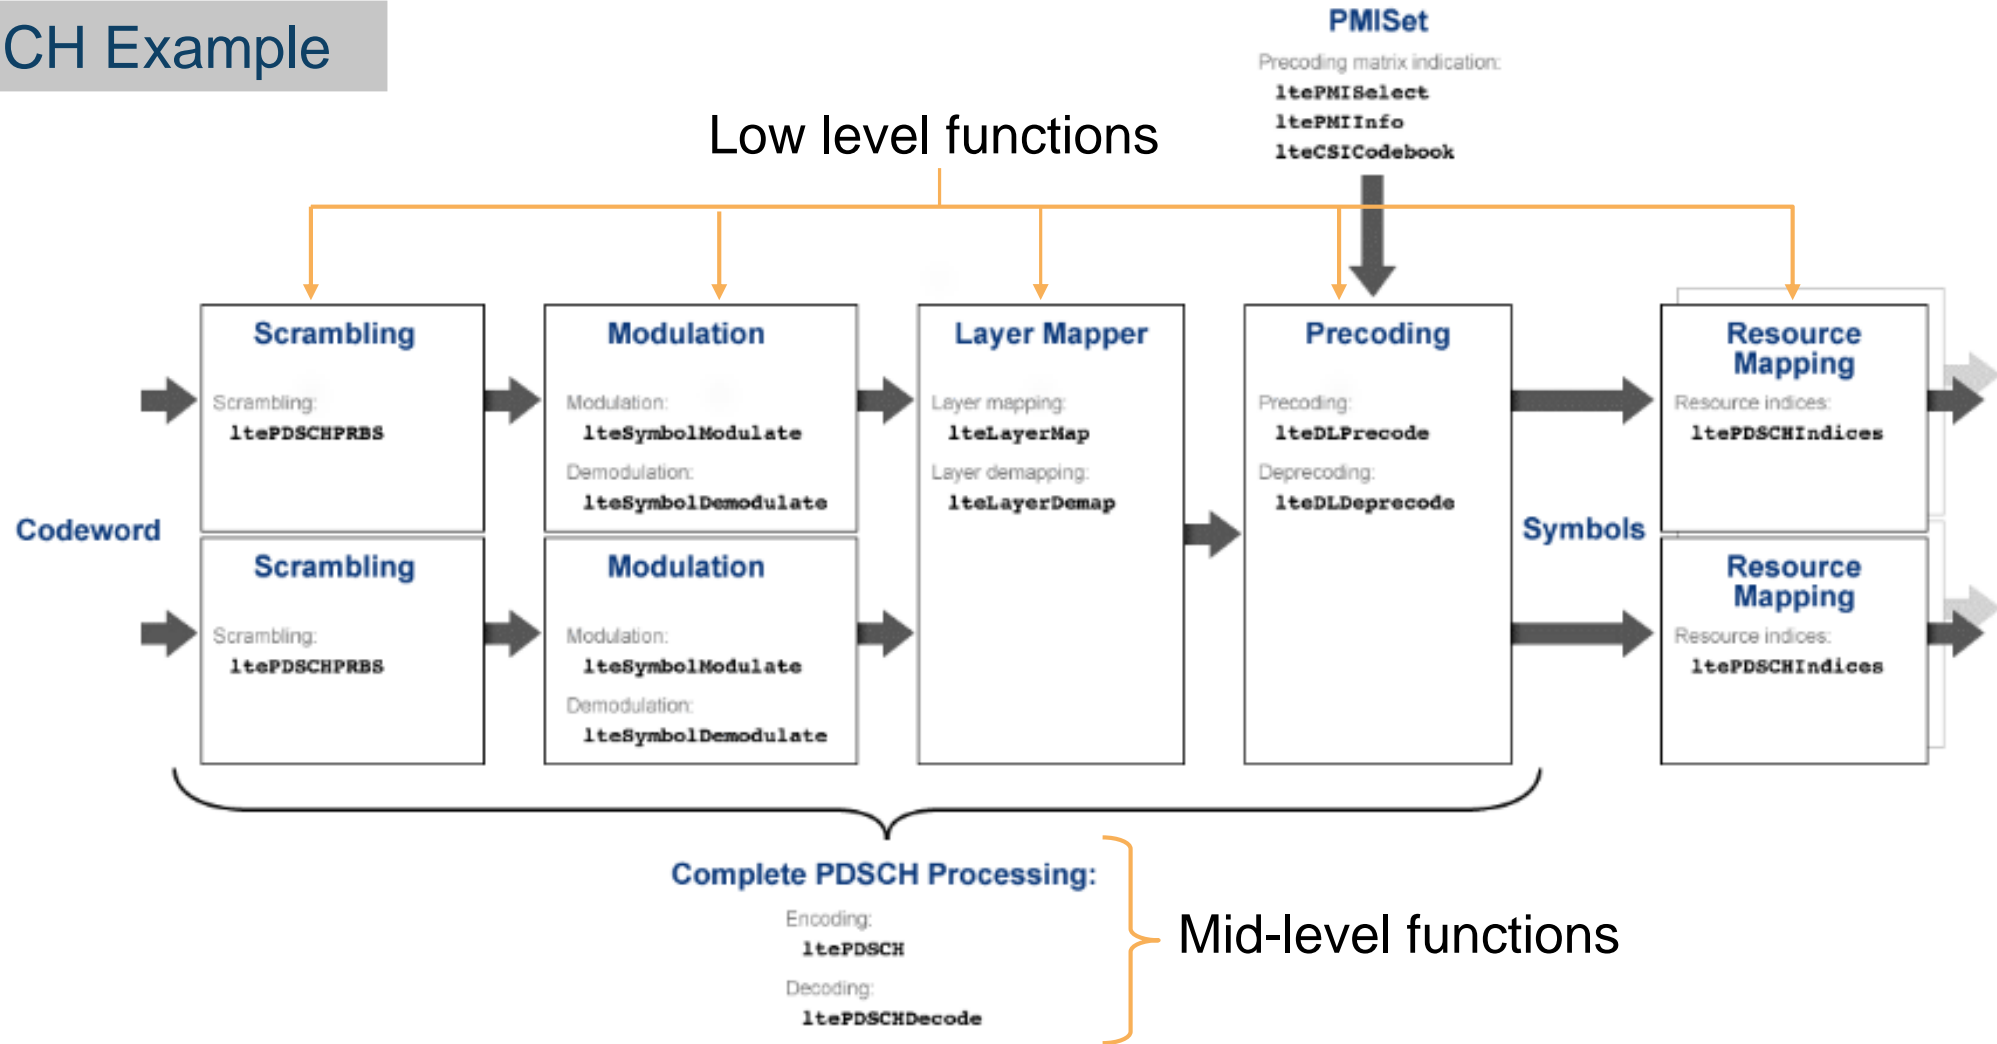 CH Example
PMISet
Precoding matrix indication:
ltePMISelect
ltePMIInfo
lteCSICodebook
Low level functions
Codeword
Scrambling
Scrambling:
ltePDSCHPRBS
Scrambling
Scrambling:
ltePDSCHPRBS
Modulation
Modulation:
lteSymbolModulate
Demodulation:
lteSymbolDemodulate
Modulation
Modulation:
lteSymbolModulate
Demodulation:
lteSymbolDemodulate
Layer Mapper
Layer mapping:
lteLayerMap
Layer demapping:
lteLayerDemap
Precoding
Precoding:
lteDLPrecode
Deprecoding:
lteDLDeprecode
Symbols
Resource
Mapping
Resource indices:
ltePDSCHIndices
Resource
Mapping
Resource indices:
ltePDSCHIndices
Complete PDSCH Processing:
Encoding:
ltePDSCH
Decoding:
ltePDSCHDecode
Mid-level functions